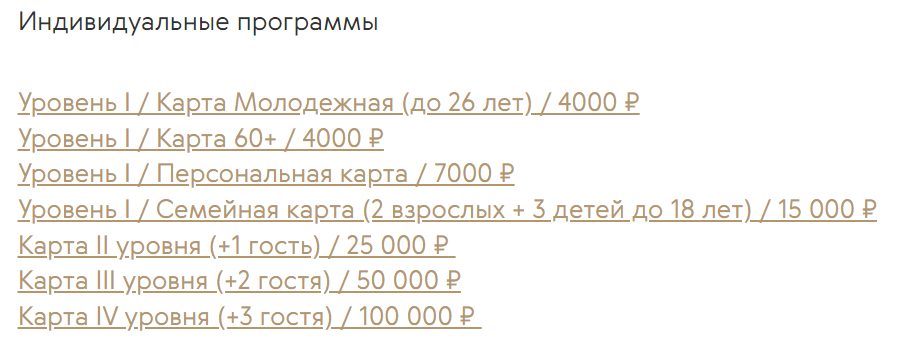 Индивидуальные программы
Уровень I / Карта Молодежная (до 26 лет) / 4000 ₽
Уровень I / Карта 60+ / 4000 ₽
Уровень I / Персональная карта / 7000 ₽
Уровень I / Семейная карта (2 взрослых + 3 детей до 18 лет) / 15 000 ₽
Карта II уровня (+1 гость) / 25 000 ₽
Карта III уровня (+2 гостя) / 50 000 ₽
Карта IV уровня (+3 гостя) / 100 000 ₽